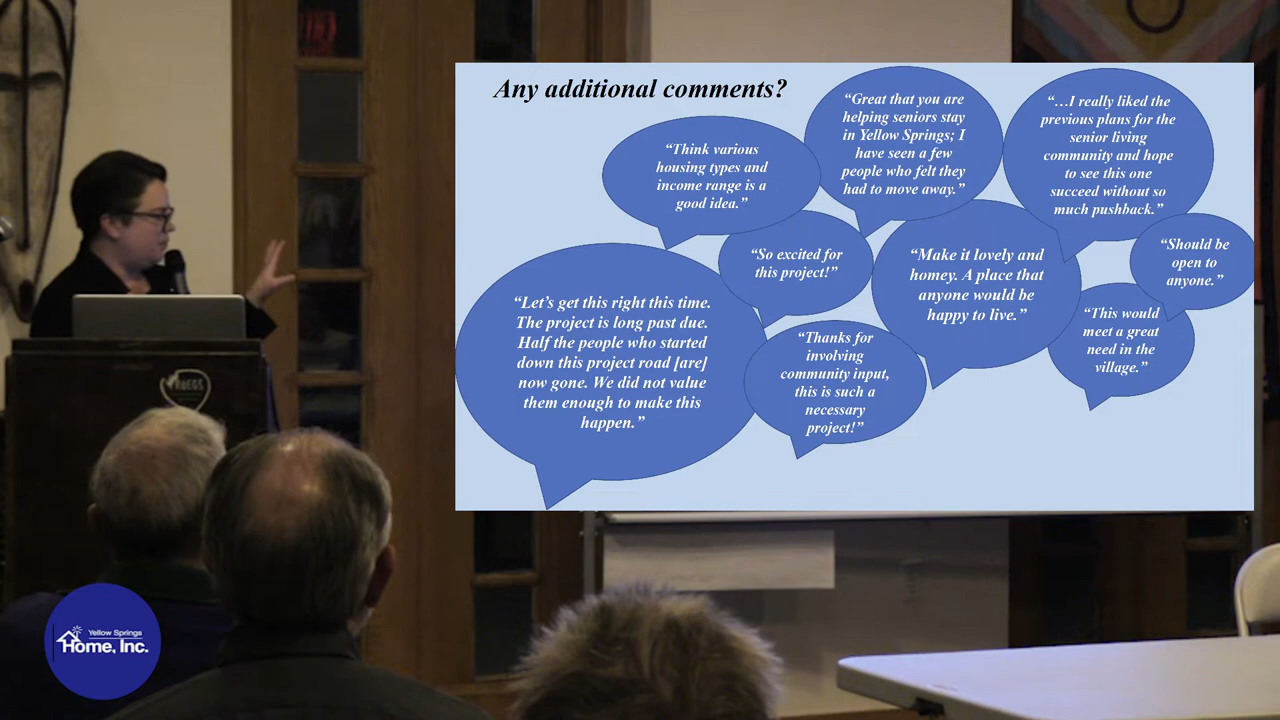 Any additional comments?
“Think various
housing types and
income range is a
good idea.”
“Great that you are
helping seniors stay
in Yellow Springs; I
have seen a few
people who felt they
had to move away.”
“…I really liked the
previous plans for the
senior living
community and hope
to see this one
succeed without so
much pushback.”
“So excited for
this project!”
“Make it lovely and
homey. A place that
anyone would be
happy to live.”
“Should be
open to
anyone.”
“Let’s get this right this time.
The project is long past due.
Half the people who started
down this project road [are]
now gone. We did not value
them enough to make this
happen.”
“Thanks for
involving
community input,
this is such a
necessary
project!”
“This would
meet a great
need in the
village.”
Yellow Springs
Home, Inc.